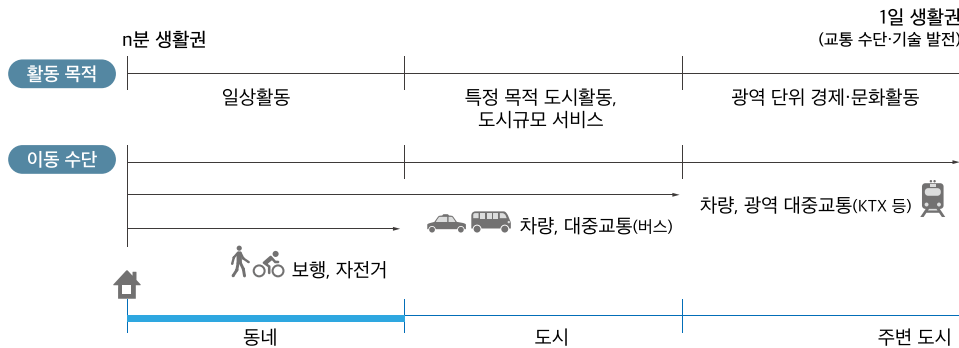 n분 생활권
1일 생활권
(교통 수단·기술 발전)
활동 목적
일상활동
특정 목적 도시활동,
도시규모 서비스
광역 단위 경제·문화활동
이동 수단
차량, 광역 대중교통(KTX 등)
차량, 대중교통(버스)
보행, 자전거
동네
도시
주변 도시